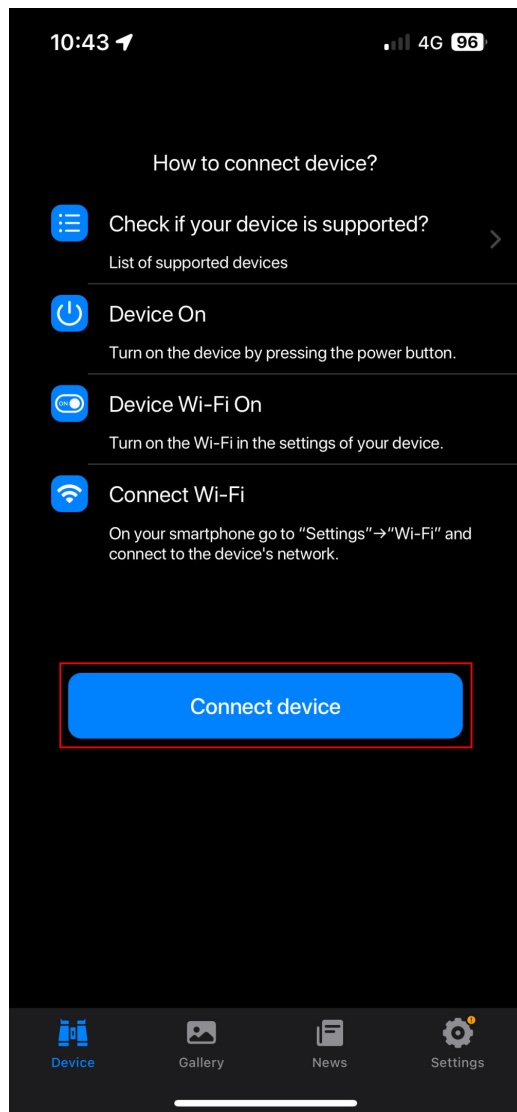 10:43
4G 96
How to connect device?
Check if your device is supported?
List of supported devices
Device On
Turn on the device by pressing the power button.
ON
Device Wi-Fi On
Turn on the Wi-Fi in the settings of your device.
Connect Wi-Fi
On your smartphone go to “Settings”→“Wi-Fi” and
connect to the device's network.
Connect device
Device Gallery News Settings